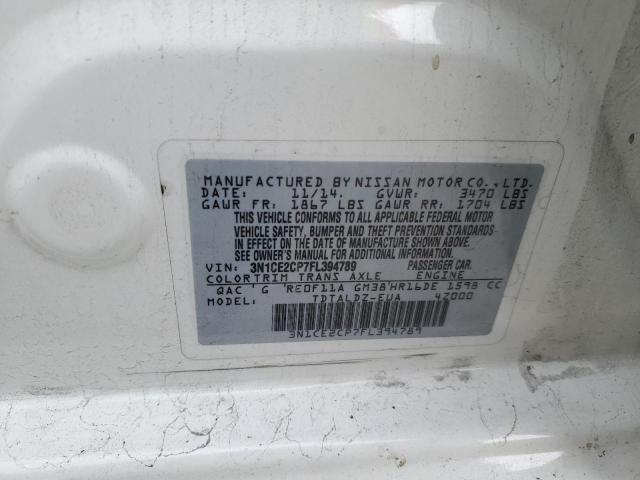 MANUFACTURED BY NISSAN MOTOR CO., LTD.
DATE: 11/14. GVWR: 3470 LBS
GAWR FR: 1867 LBS GAWR RR: 1704 LBS
THIS VEHICLE CONFORMS TO ALL APPLICABLE FEDERAL MOTOR
VEHICLE SAFETY, BUMPER AND THEFT PREVENTION STANDARDS
IN EFFECT ON THE DATE OF MANUFACTURE SHOWN ABOVE.
SEE OWNER'S MANUAL FOR ADDITIONAL INFORMATION.
VIN: 3N1CE2CP7FL394789 PASSENGER CAR.
COLOR TRIM TRANS AXLE ENGINE
QAC ' G 'RE0F11A GM38'HR16DE 1598 CC
TDTALDZ-EUA 4Z000
3N1CE2CP7FL394789